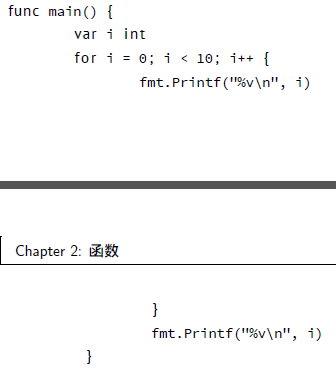 func main() {
var i int
for i = 0; i < 10; i++ {
fmt.Printf("%v\n", i)
Chapter 2: 函数
}
fmt.Printf("%v\n", i)
}